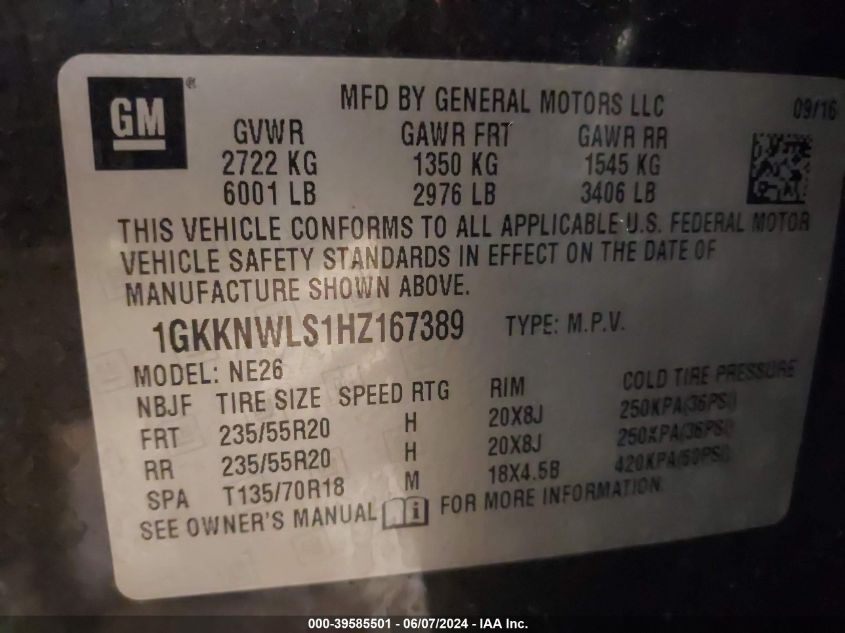 GM ®
MFD BY GENERAL MOTORS LLC 09/16
GVWR GAWR FRT GAWR RR
2722 KG 1350 KG 1545 KG
6001 LB 2976 LB 3406 LB
THIS VEHICLE CONFORMS TO ALL APPLICABLE U.S. FEDERAL MOTOR
VEHICLE SAFETY STANDARDS IN EFFECT ON THE DATE OF
MANUFACTURE SHOWN ABOVE.
1GKKNWLS1HZ167389 TYPE: M.P.V.
MODEL: NE26
NBJF TIRE SIZE SPEED RTG RIM COLD TIRE PRESSURE
FRT 235/55R20 H 20X8J 250KPA(36PSI)
RR 235/55R20 H 20X8J 250KPA(36PSI)
SPA T135/70R18 M 18X4.5B 420KPA(60PSI)
SEE OWNER'S MANUAL FOR MORE INFORMATION.
000-39585501 - 06/07/2024 - IAA Inc.